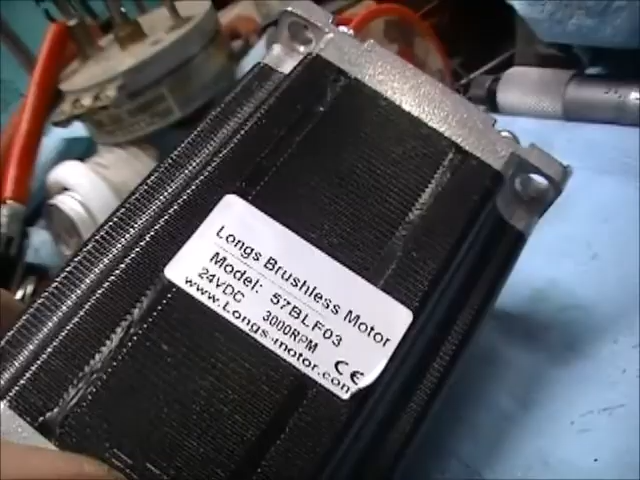 Longs Brushless Motor
Model: 57BLF03
24VDC 3000RPM
www.Longs-motor.com
CE